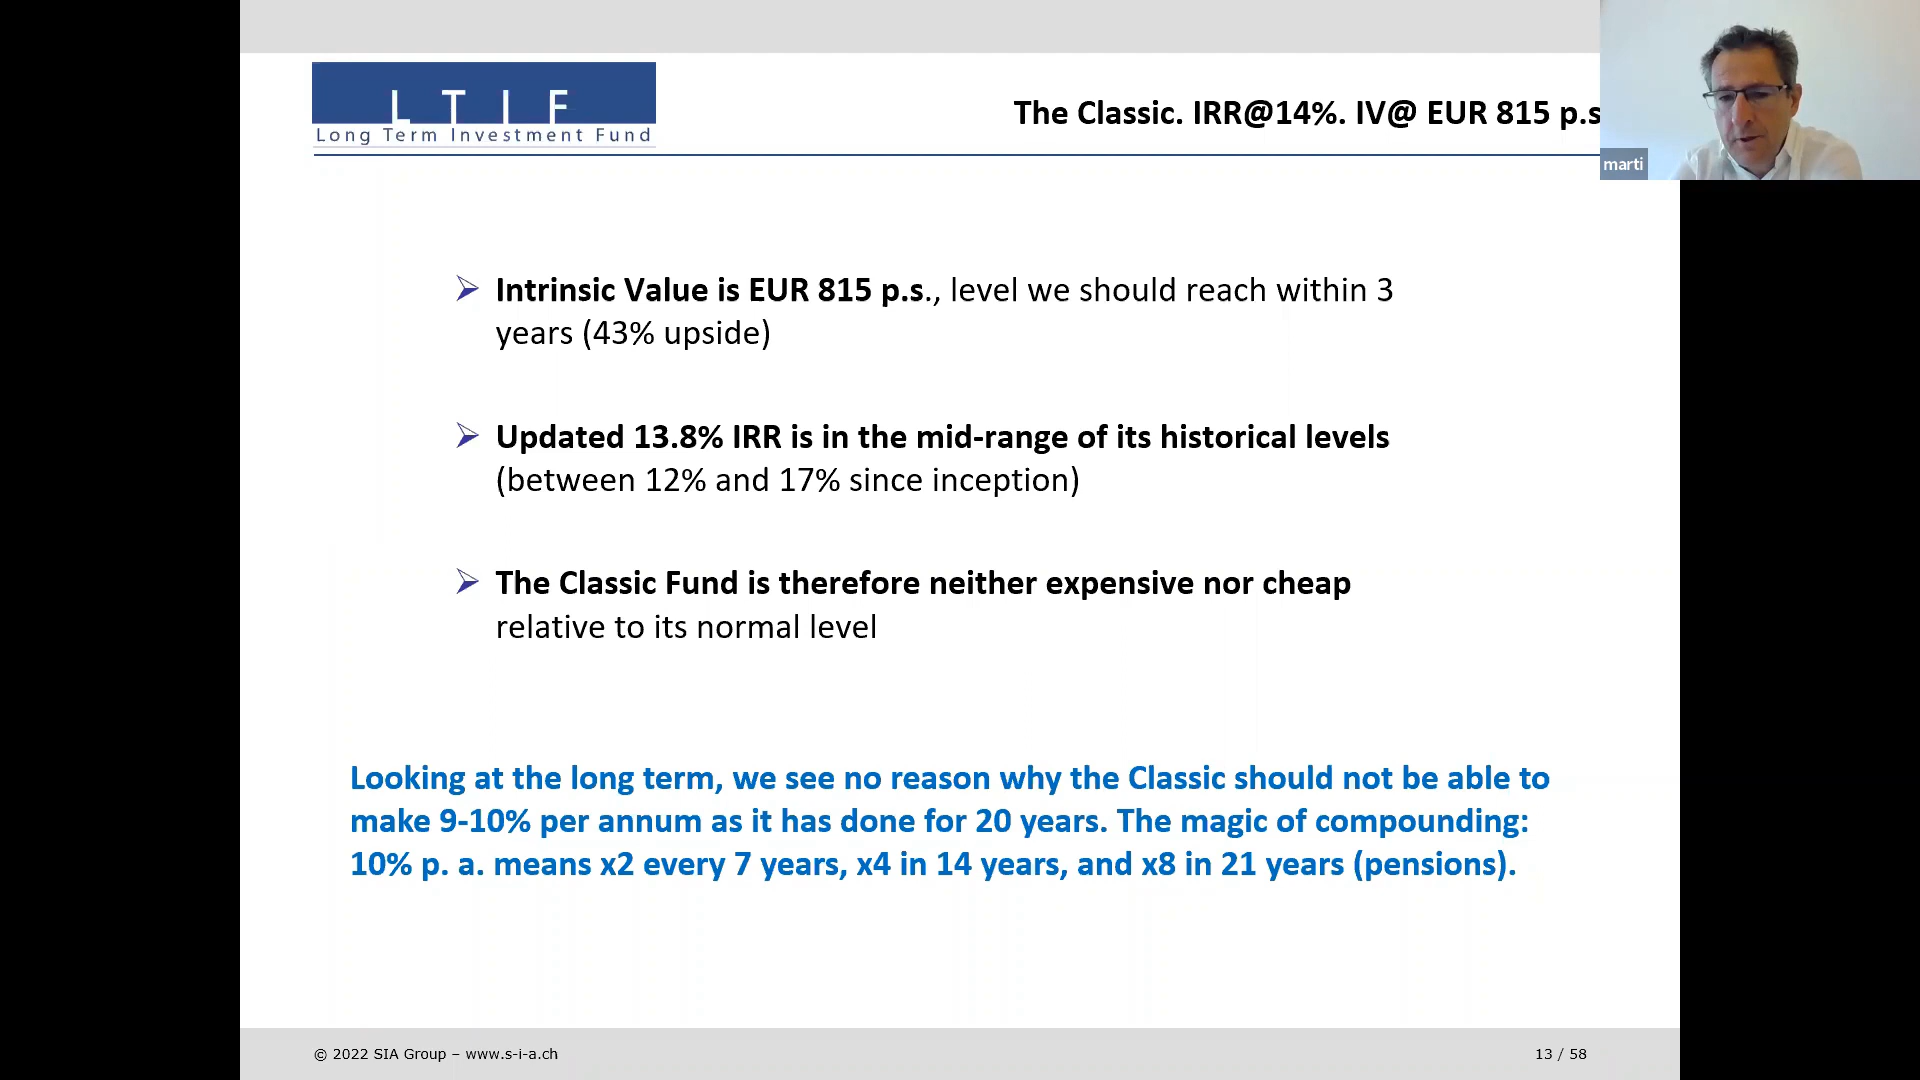 L T I F
Long Term Investment Fund
The Classic. IRR@14%. IV@ EUR 815 p.s
marti
Intrinsic Value is EUR 815 p.s., level we should reach within 3
years (43% upside)
Updated 13.8% IRR is in the mid-range of its historical levels
(between 12% and 17% since inception)
The Classic Fund is therefore neither expensive nor cheap
relative to its normal level
Looking at the long term, we see no reason why the Classic should not be able to
make 9-10% per annum as it has done for 20 years. The magic of compounding:
10% p. a. means x2 every 7 years, x4 in 14 years, and x8 in 21 years (pensions).
© 2022 SIA Group – www.s-i-a.ch
13 / 58